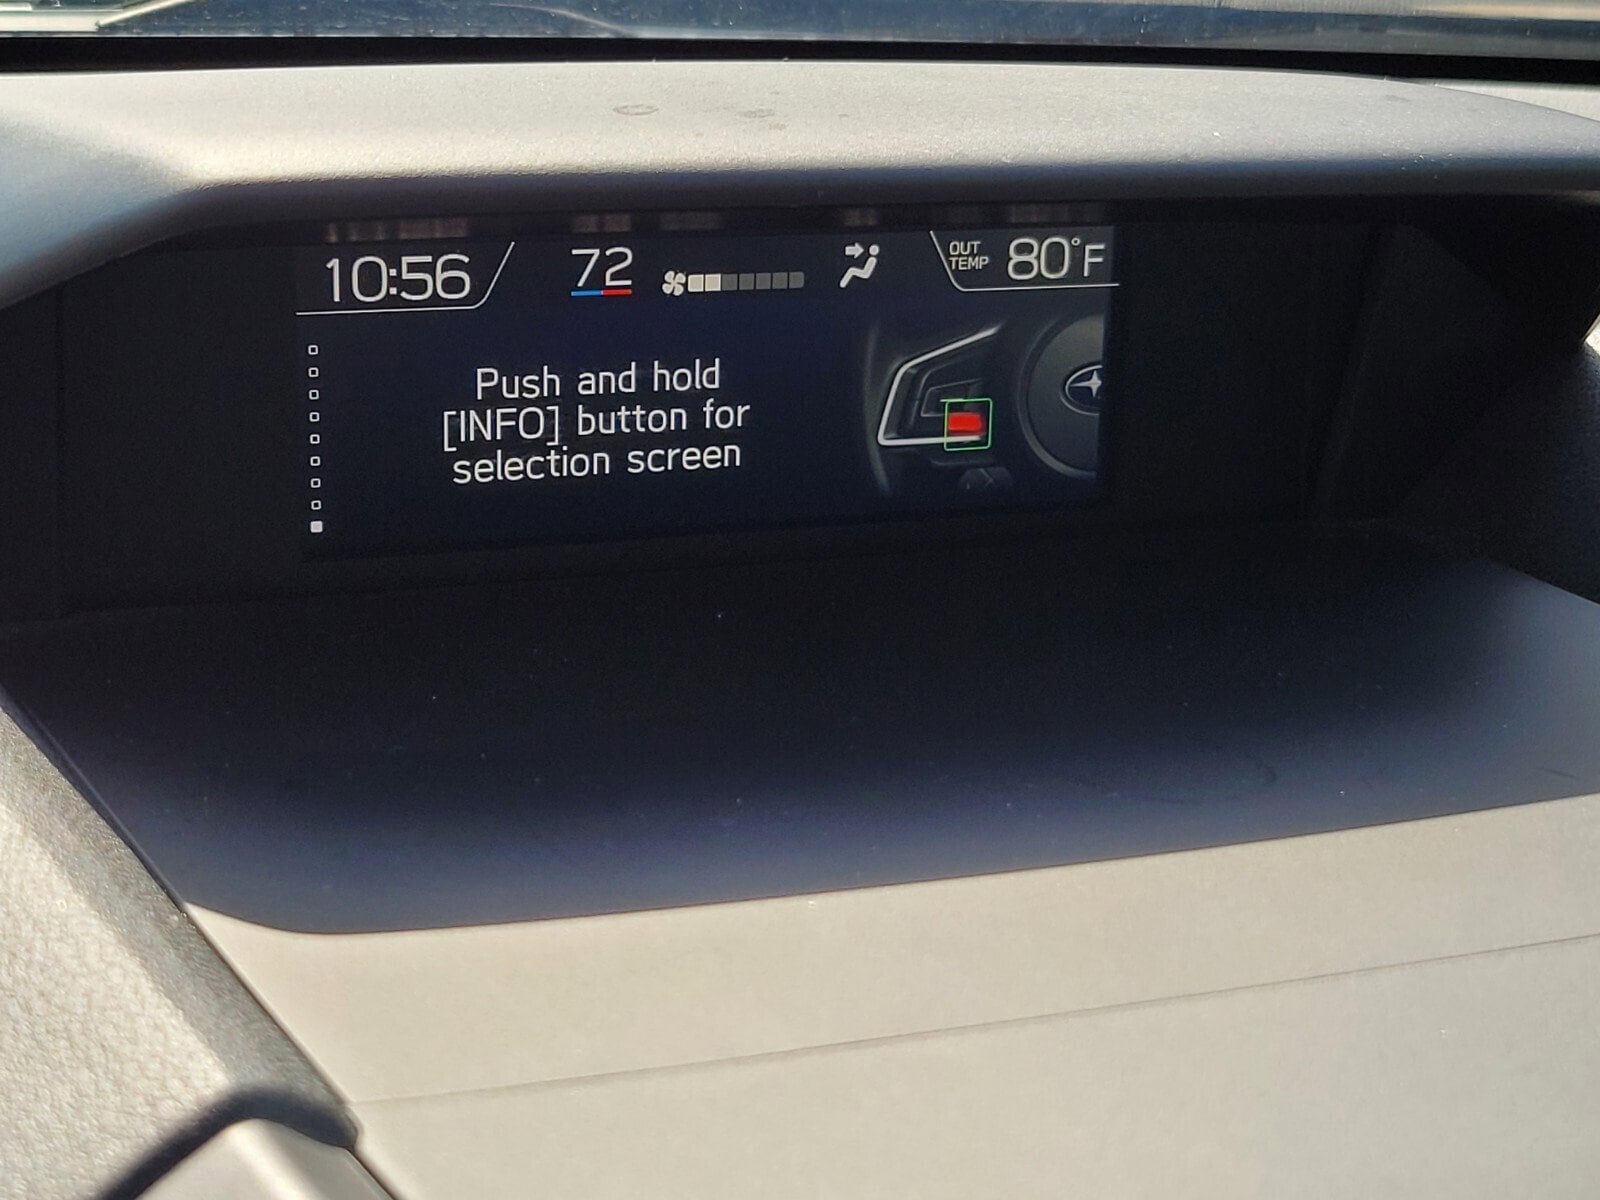 10:56
72
OUT
TEMP
80°F
Push and hold
[INFO] button for
selection screen